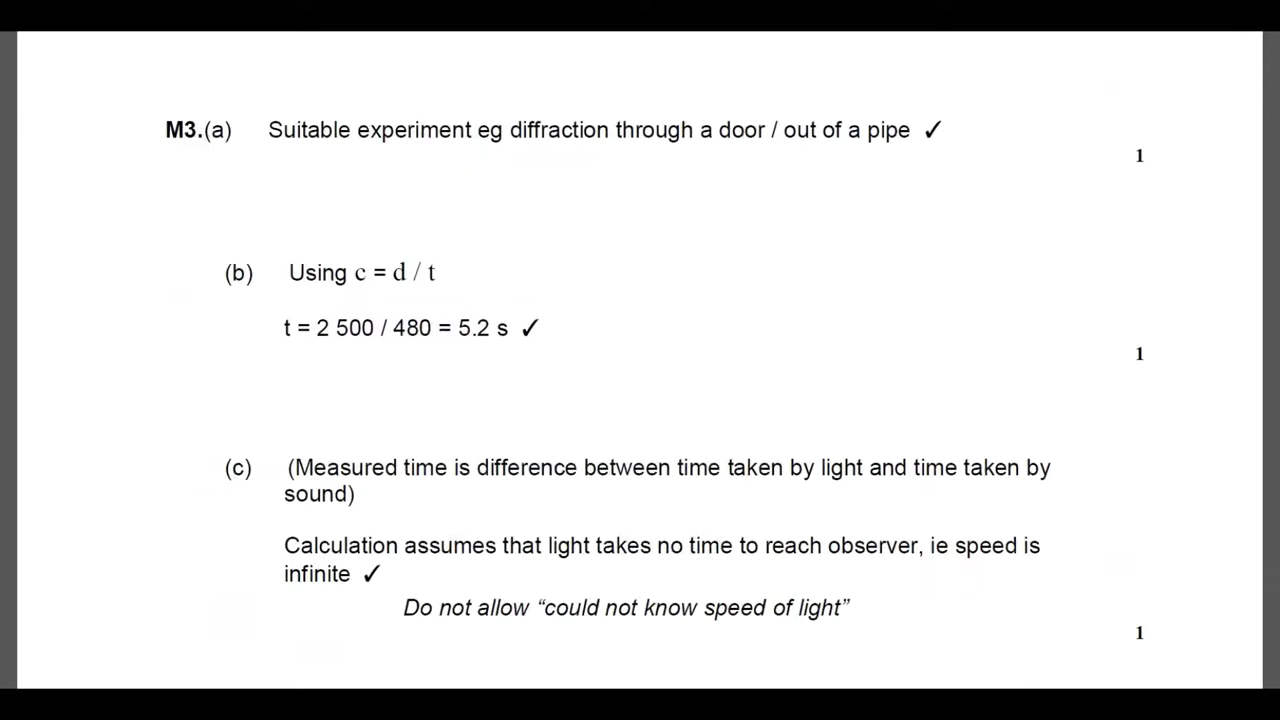 M3.(a) Suitable experiment eg diffraction through a door / out of a pipe ✓
1
(b) Using c = d / t
t = 2 500 / 480 = 5.2 s ✓
1
(c) (Measured time is difference between time taken by light and time taken by
sound)
Calculation assumes that light takes no time to reach observer, ie speed is
infinite ✓
Do not allow “could not know speed of light”
1